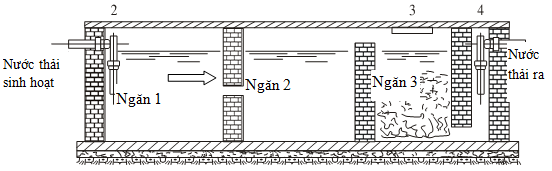 2
3
4
Nước thải
sinh hoạt
Ngăn 1
Ngăn 2
Ngăn 3
Nước
thải ra